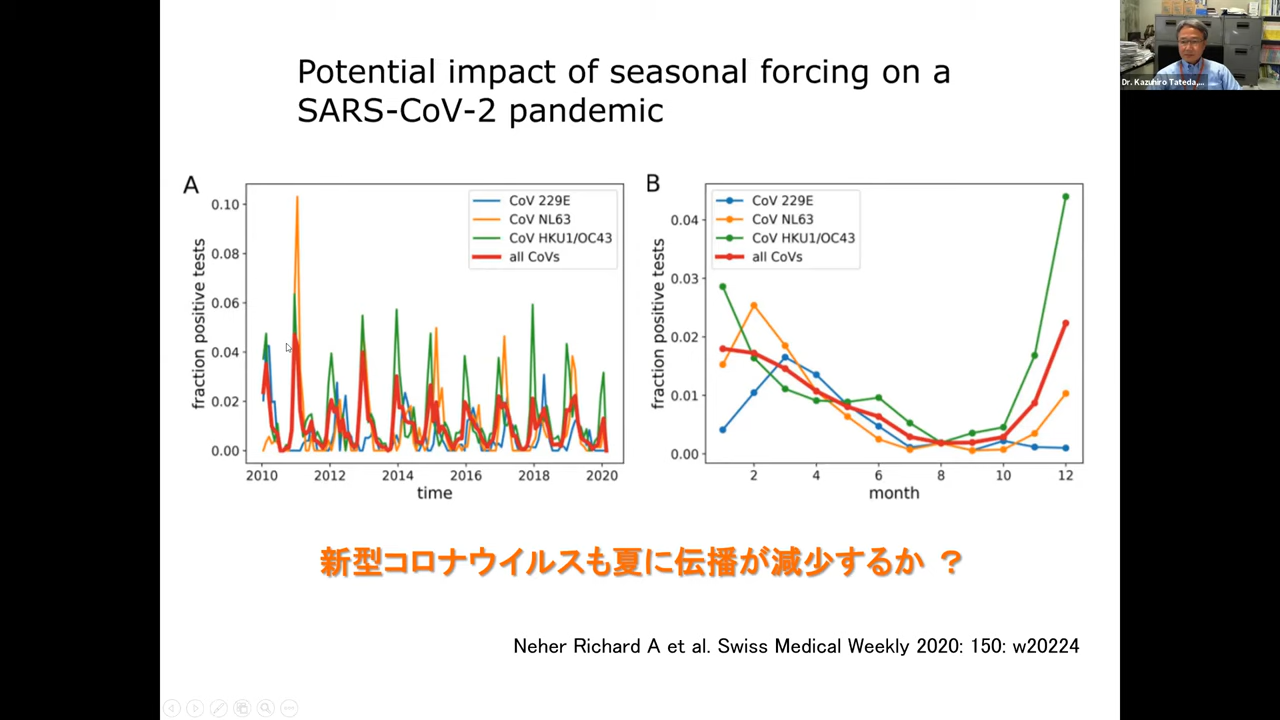 Potential impact of seasonal forcing on a
SARS-CoV-2 pandemic
Dr. Kazuhiro Tateda,...
A
fraction positive tests
0.10
0.08
0.06
0.04
0.02
0.00
CoV 229E
CoV NL63
CoV HKU1/OC43
all CoVs
2010 2012 2014 2016 2018 2020
time
B
fraction positive tests
0.04
0.03
0.02
0.01
0.00
CoV 229E
CoV NL63
CoV HKU1/OC43
all CoVs
2 4 6 8 10 12
month
新型コロナウイルスも夏に伝播が減少するか ？
Neher Richard A et al. Swiss Medical Weekly 2020: 150: w20224